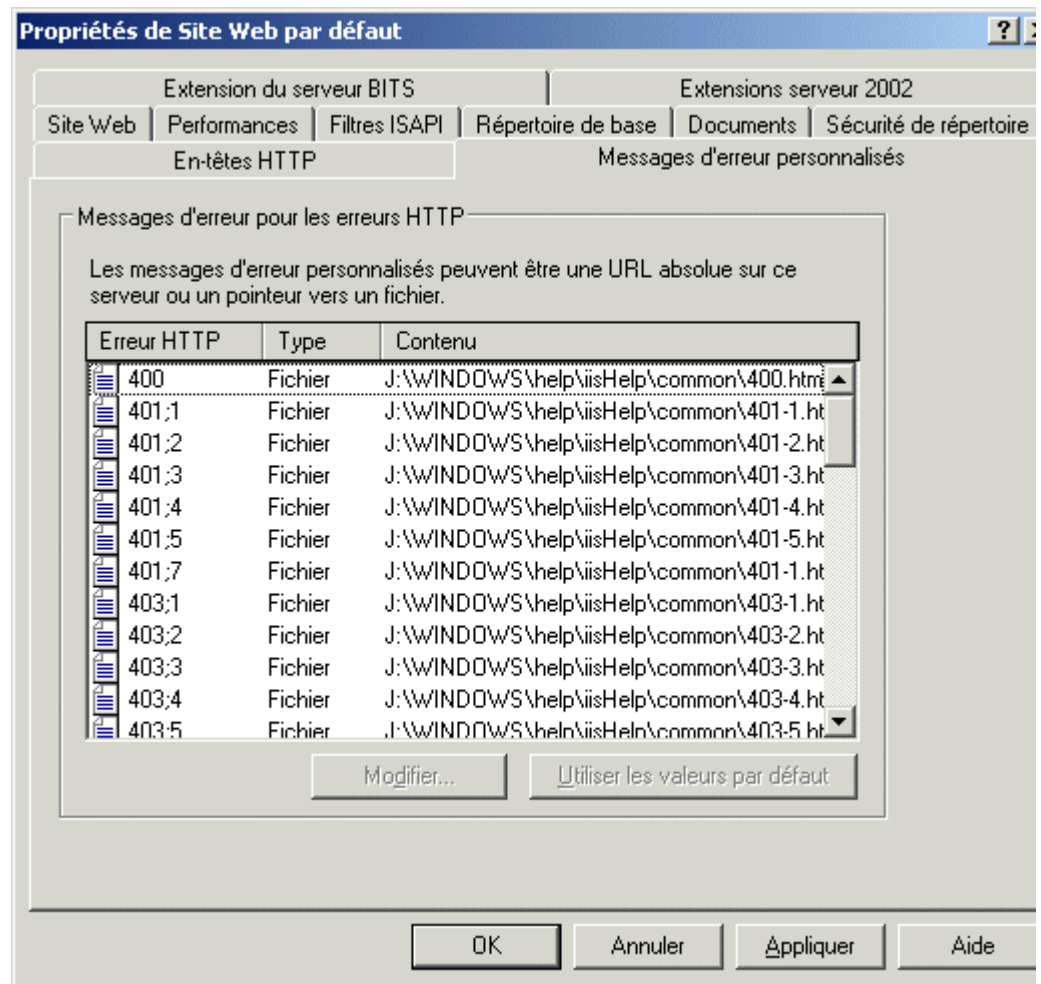 Propriétés de Site Web par défaut
Extension du serveur BITS Extensions serveur 2002
Site Web Performances Filtres ISAPI Répertoire de base Documents Sécurité de répertoire
En-têtes HTTP Messages d'erreur personnalisés
Messages d'erreur pour les erreurs HTTP
Les messages d'erreur personnalisés peuvent être une URL absolue sur ce
serveur ou un pointeur vers un fichier.
Erreur HTTP Type Contenu
400 Fichier J:\WINDOWS\help\iisHelp\common\400.htm
401;1 Fichier J:\WINDOWS\help\iisHelp\common\401-1.ht
401;2 Fichier J:\WINDOWS\help\iisHelp\common\401-2.ht
401;3 Fichier J:\WINDOWS\help\iisHelp\common\401-3.ht
401;4 Fichier J:\WINDOWS\help\iisHelp\common\401-4.ht
401;5 Fichier J:\WINDOWS\help\iisHelp\common\401-5.ht
401;7 Fichier J:\WINDOWS\help\iisHelp\common\401-1.ht
403;1 Fichier J:\WINDOWS\help\iisHelp\common\403-1.ht
403;2 Fichier J:\WINDOWS\help\iisHelp\common\403-2.ht
403;3 Fichier J:\WINDOWS\help\iisHelp\common\403-3.ht
403;4 Fichier J:\WINDOWS\help\iisHelp\common\403-4.ht
403;5 Fichier J:\WINDOWS\help\iisHelp\common\403-5.ht
Modifier... Utiliser les valeurs par défaut
OK Annuler Appliquer Aide